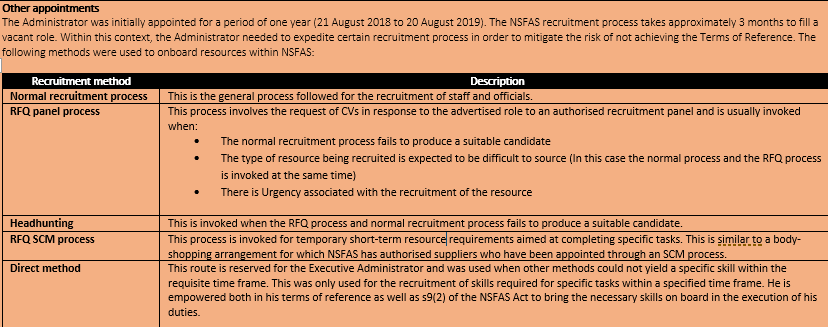 Other appointments
The Administrator was initially appointed for a period of one year (21 August 2018 to 20 August 2019). The NSFAS recruitment process takes approximately 3 months to fill a
vacant role. Within this context, the Administrator needed to expedite certain recruitment process in order to mitigate the risk of not achieving the Terms of Reference. The
following methods were used to onboard resources within NSFAS:
Recruitment method Description
Normal recruitment process This is the general process followed for the recruitment of staff and officials.
RFQ panel process This process involves the request of CVs in response to the advertised role to an authorised recruitment panel and is usually invoked
when:
• The normal recruitment process fails to produce a suitable candidate
• The type of resource being recruited is expected to be difficult to source (In this case the normal process and the RFQ process
is invoked at the same time)
• There is Urgency associated with the recruitment of the resource
Headhunting This is invoked when the RFQ process and normal recruitment process fails to produce a suitable candidate.
RFQ SCM process This process is invoked for temporary short-term resource requirements aimed at completing specific tasks. This is similar to a body-
shopping arrangement for which NSFAS has authorised suppliers who have been appointed through an SCM process.
Direct method This route is reserved for the Executive Administrator and was used when other methods could not yield a specific skill within the
requisite time frame. This was only used for the recruitment of skills required for specific tasks within a specified time frame. He is
empowered both in his terms of reference as well as s9(2) of the NSFAS Act to bring the necessary skills on board in the execution of his
duties.